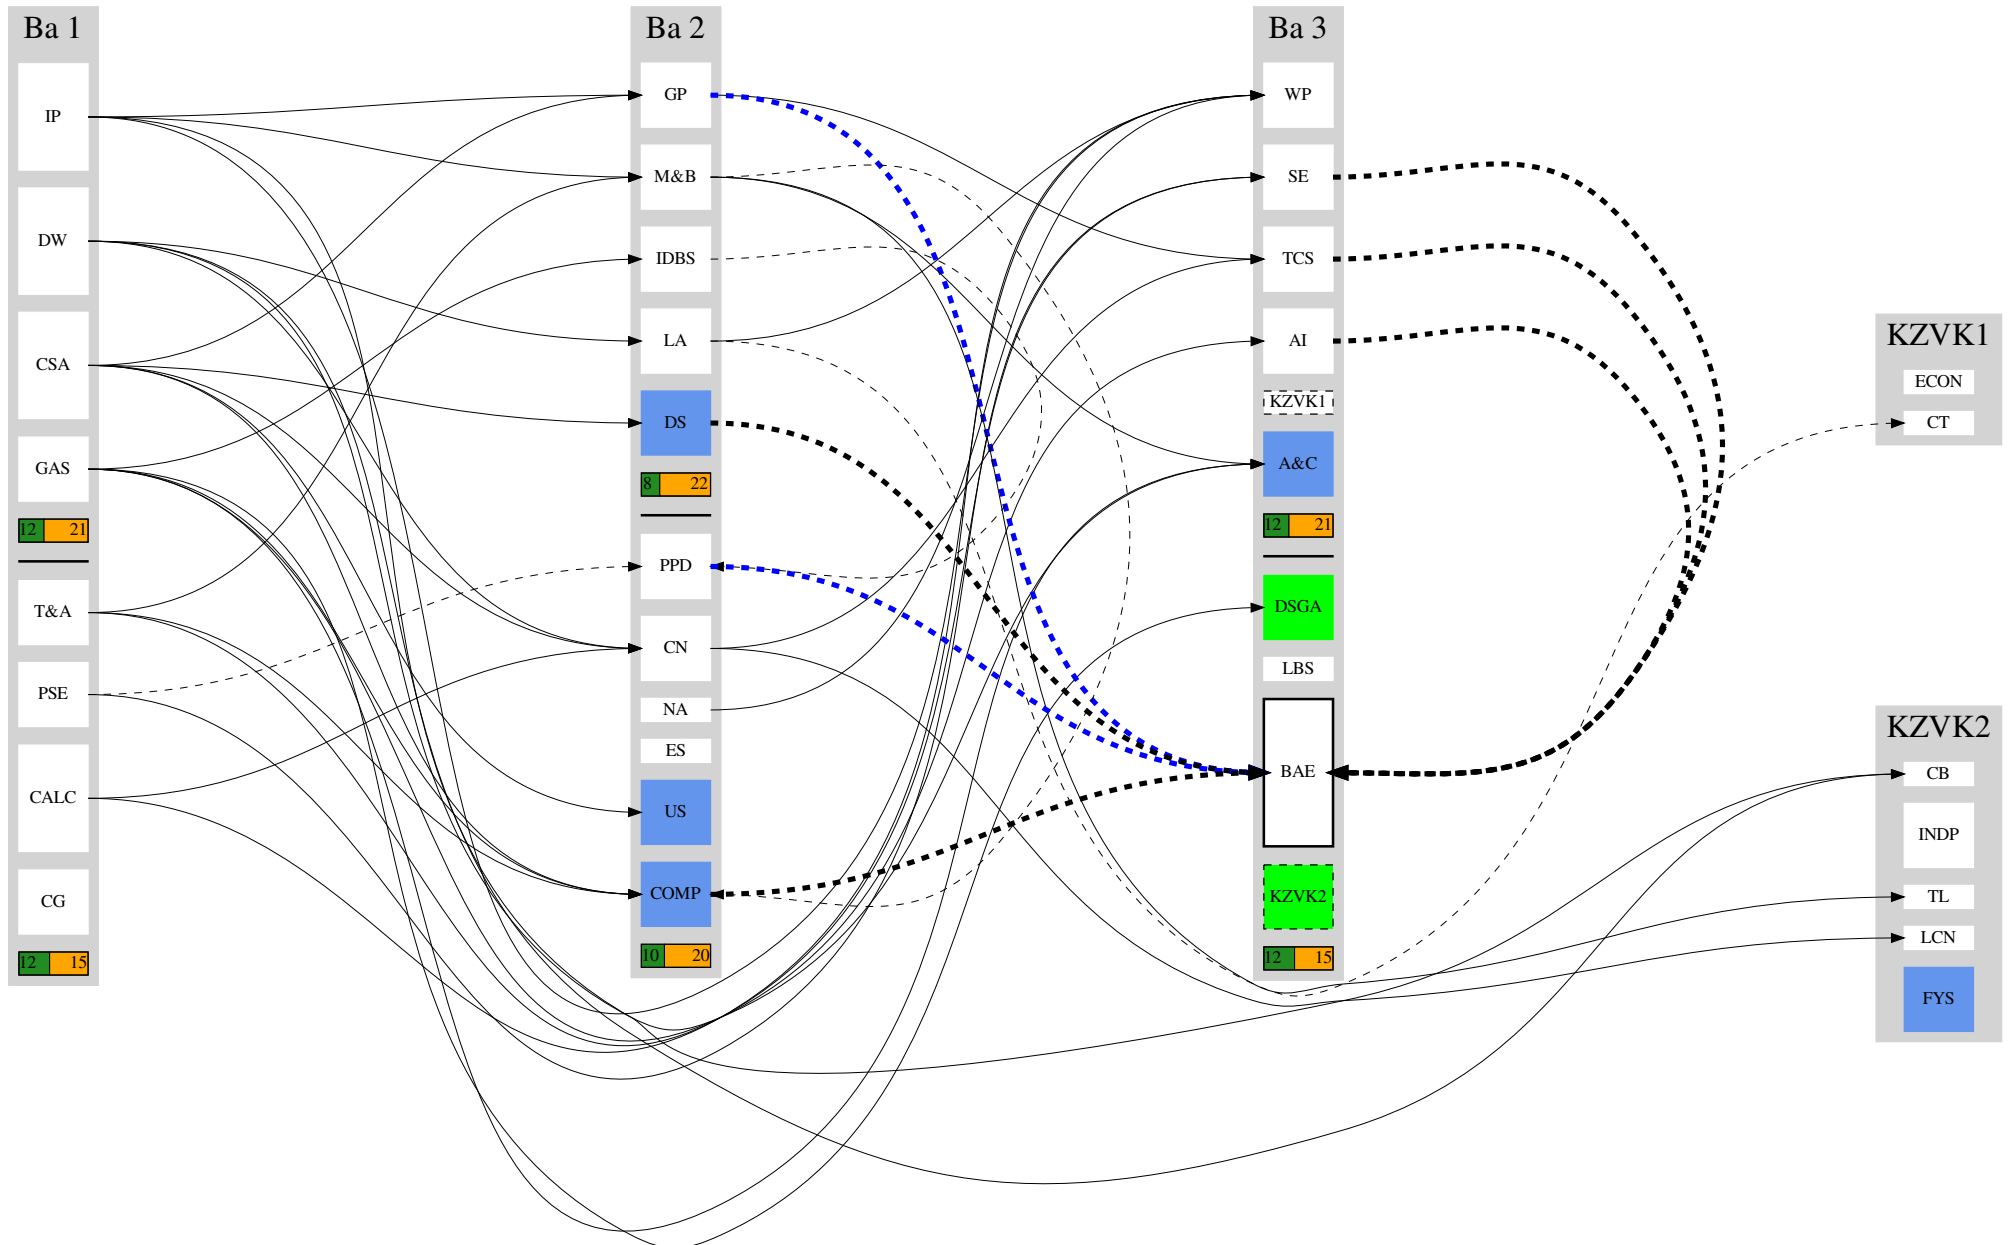 Ba 1
IP
DW
CSA
GAS
12 21
T&A
PSE
CALC
CG
12 15
Ba 2
GP
M&B
IDBS
LA
DS
8 22
PPD
CN
NA
ES
US
COMP
10 20
Ba 3
WP
SE
TCS
AI
KZVK1
A&C
12 21
DSGA
LBS
BAE
KZVK2
12 15
KZVK1
ECON
CT
KZVK2
CB
INDP
TL
LCN
FYS